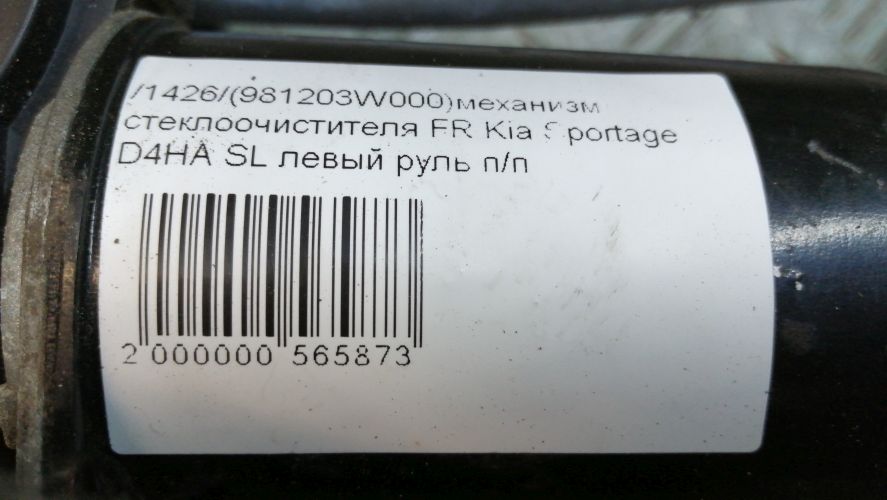 /1426/(981203W000)механизм
стеклоочистителя FR Kia Sportage
D4HA SL левый руль п/п
2 000000 565873